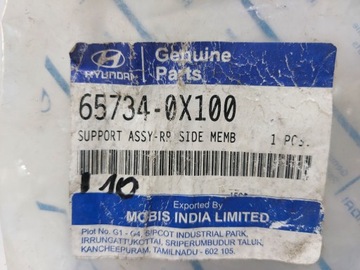 HYUNDAI
Genuine
Parts
65734-0X100
SUPPORT ASSY-RR SIDE MEMB
1 PCS.
i10
Exported By
MOBIS INDIA LIMITED
Plot No. G1 - G4, SIPCOT INDUSTRIAL PARK,
IRRUNGATTUKOTTAI, SRIPERUMBUDUR TALUK,
KANCHEEPURAM, TAMILNADU - 602 105.